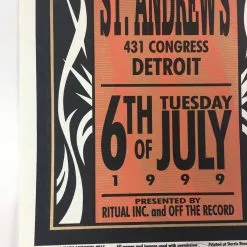 ST. ANDREW'S
431 CONGRESS
DETROIT
6TH TUESDAY
OF JULY
1999
PRESENTED BY
RITUAL INC. and OFF THE RECORD